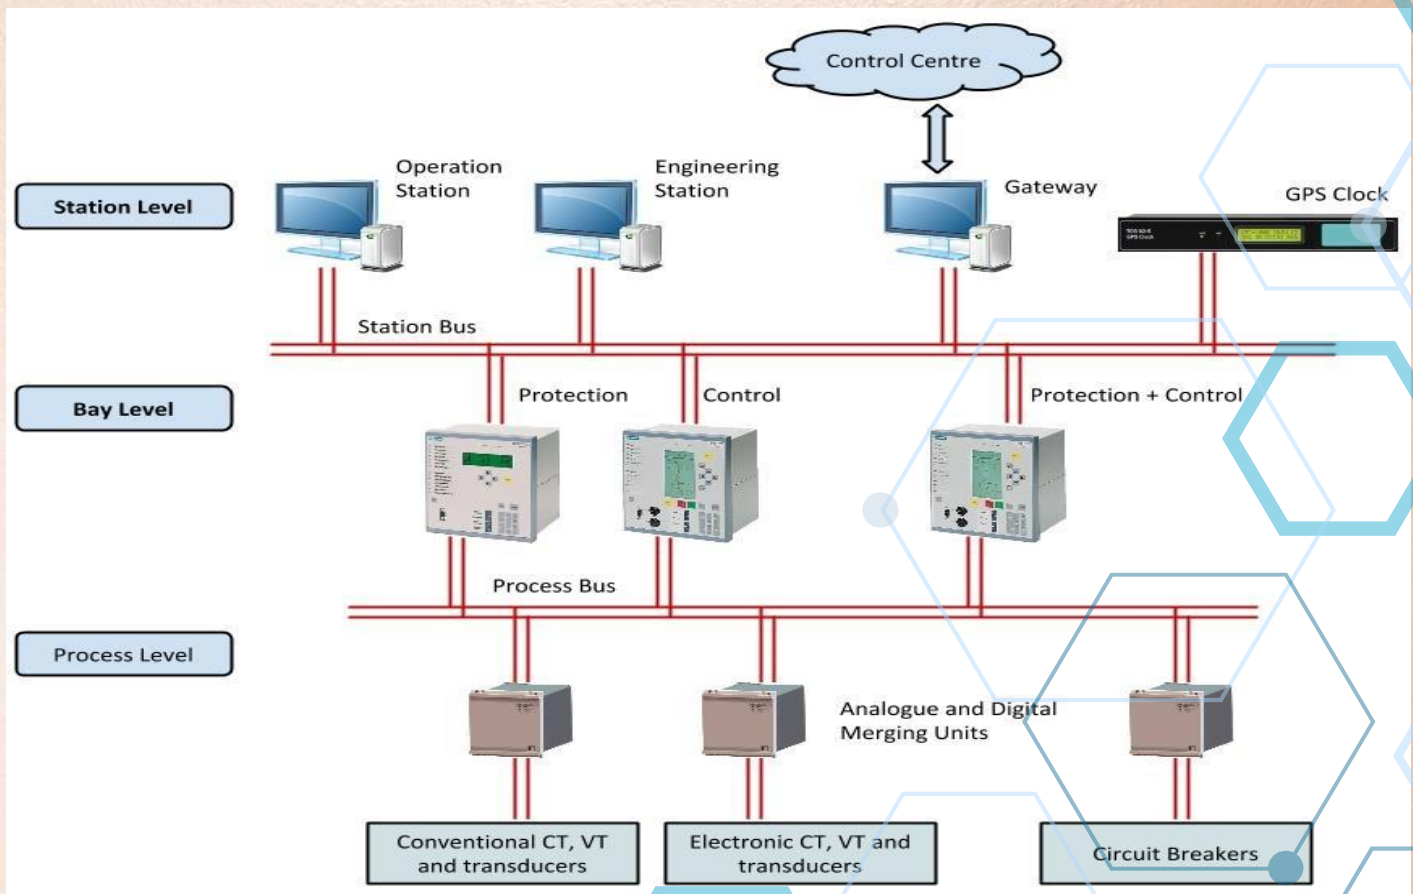 Control Centre
Operation
Station
Engineering
Station
Gateway
GPS Clock
Station Level
GPS Clock
Station Bus
Bay Level
Protection
Control
Protection + Control
Process Bus
Process Level
Analogue and Digital
Merging Units
Conventional CT, VT
and transducers
Electronic CT, VT and
transducers
Circuit Breakers